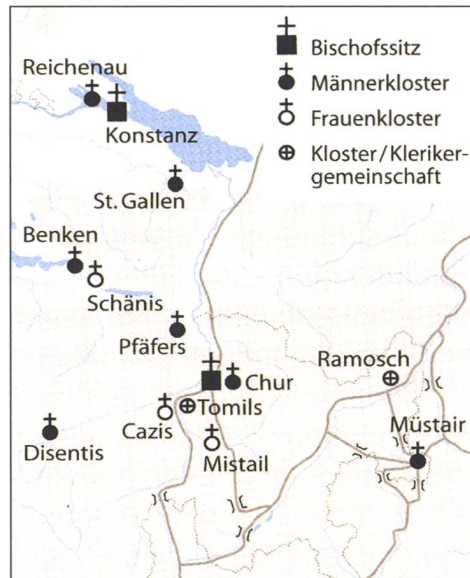 Bischofssitz
Reichenau
Männerkloster
Frauenkloster
Konstanz
Kloster/Kleriker-
gemeinschaft
St. Gallen
Benken
Schänis
Pfäfers
Ramosch
Chur
Tomils
Cazis
Müstair
Disentis
Mistail